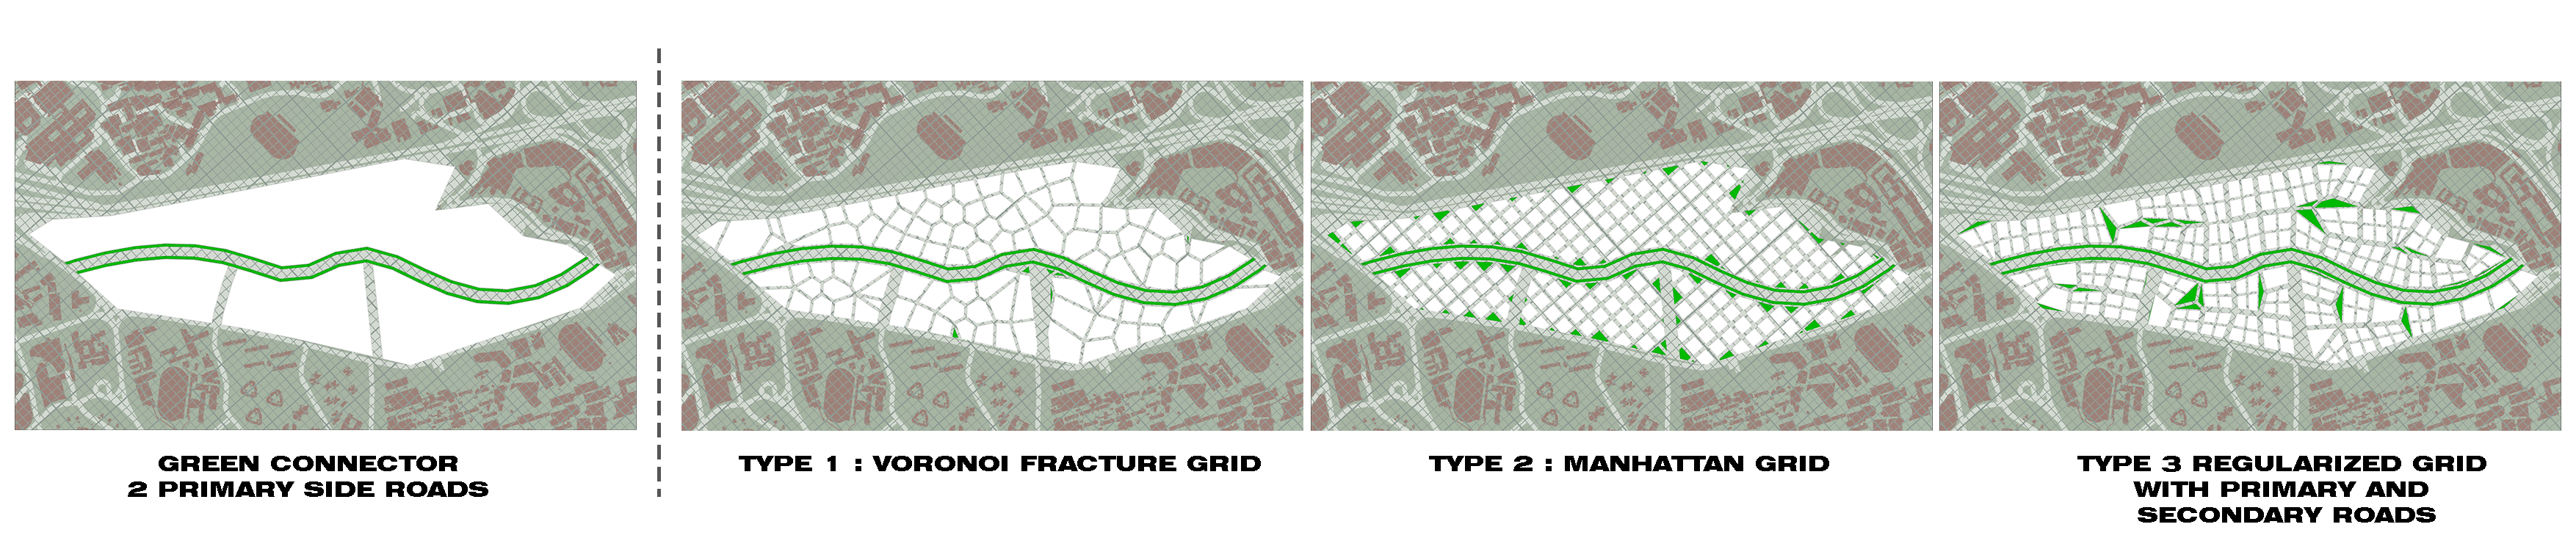 GREEN CONNECTOR
2 PRIMARY SIDE ROADS
TYPE 1 : VORONOI FRACTURE GRID
TYPE 2 : MANHATTAN GRID
TYPE 3 REGULARIZED GRID
WITH PRIMARY AND
SECONDARY ROADS